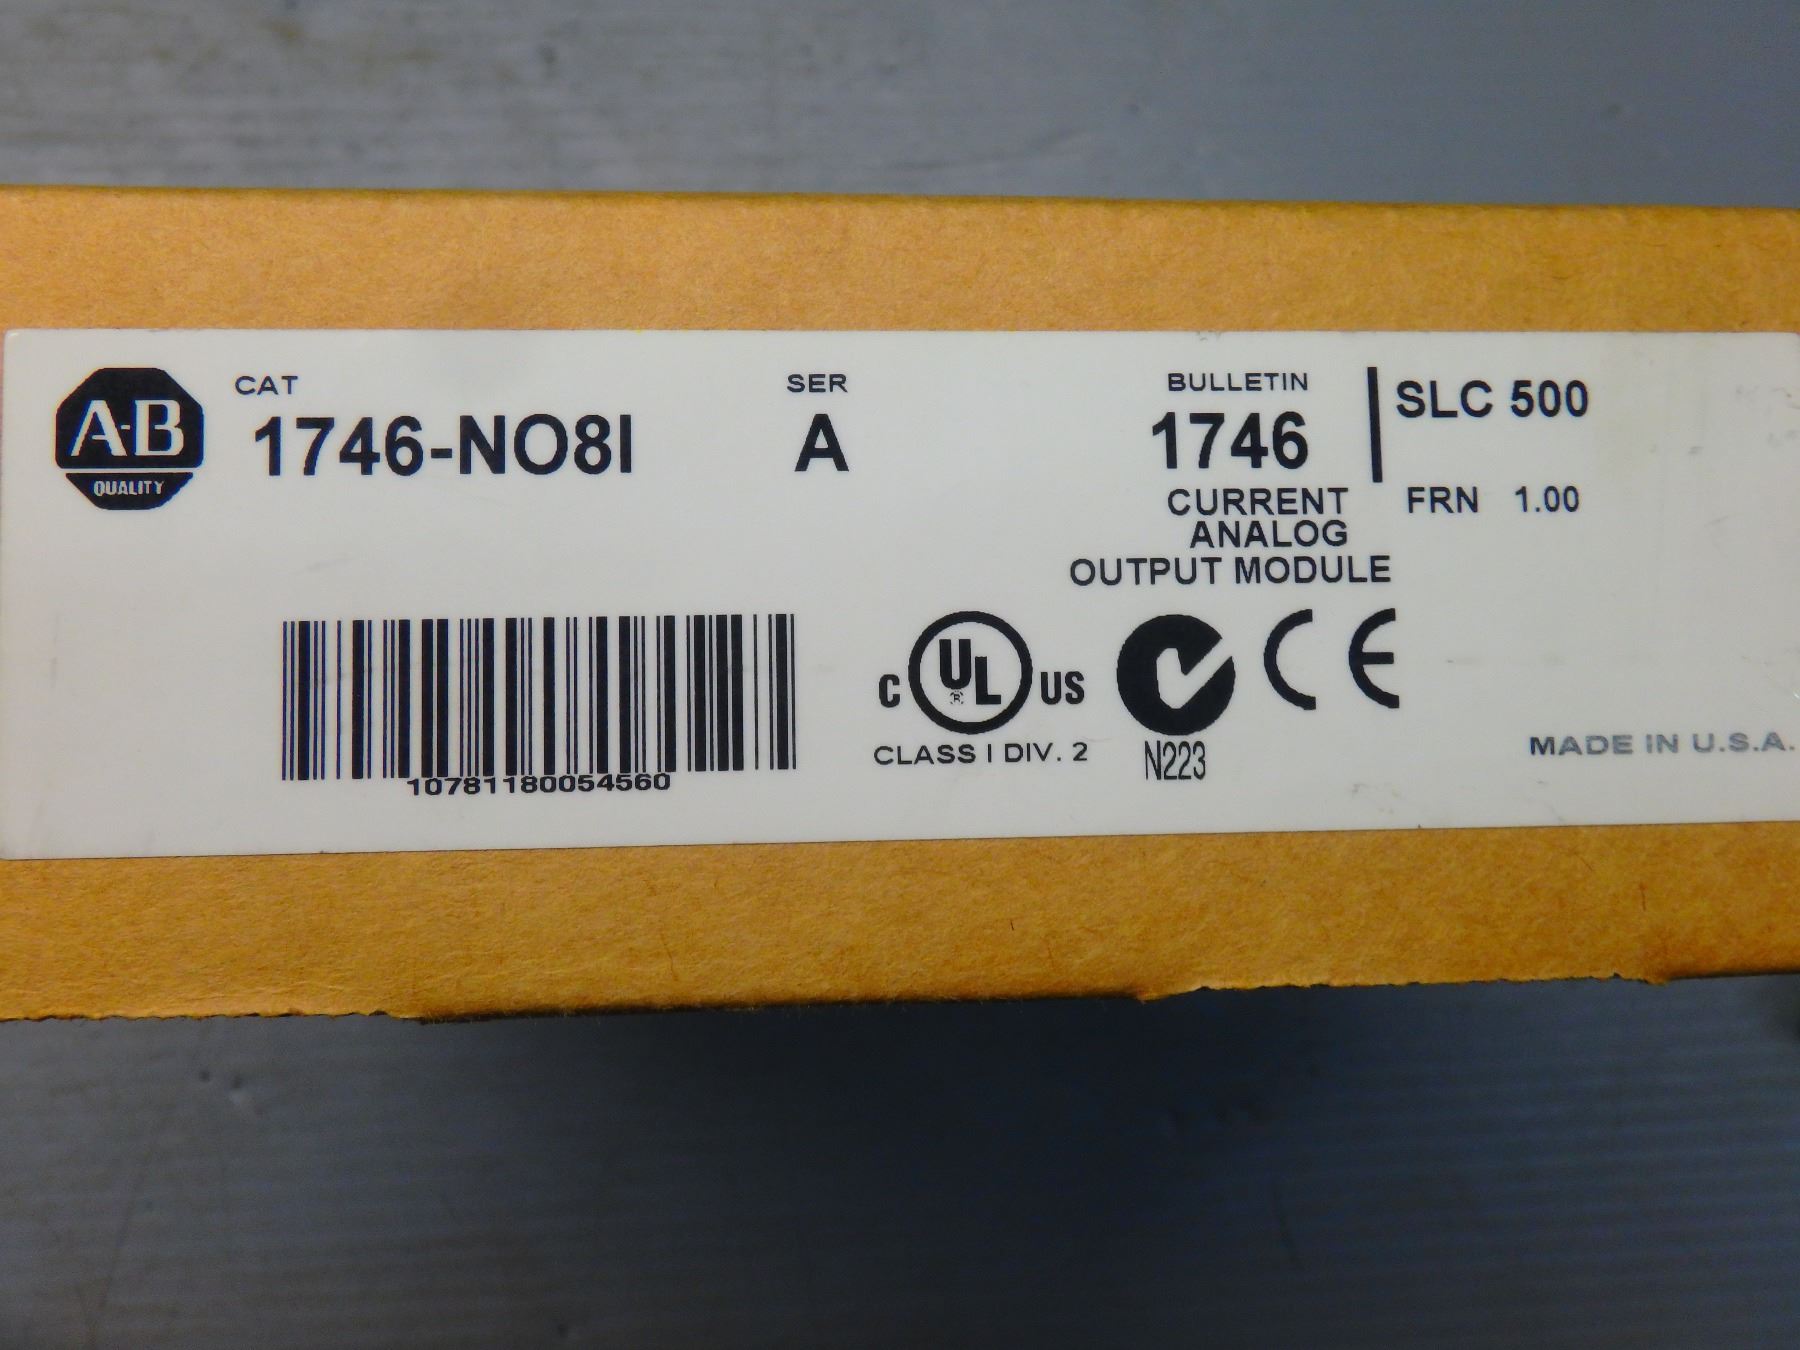 A-B
QUALITY
CAT
1746-NO8I
SER
A
BULLETIN
1746
SLC 500
CURRENT
ANALOG
OUTPUT MODULE
FRN 1.00
10781180054560
C UL US
®
CLASS I DIV. 2
N223
CE
MADE IN U.S.A.